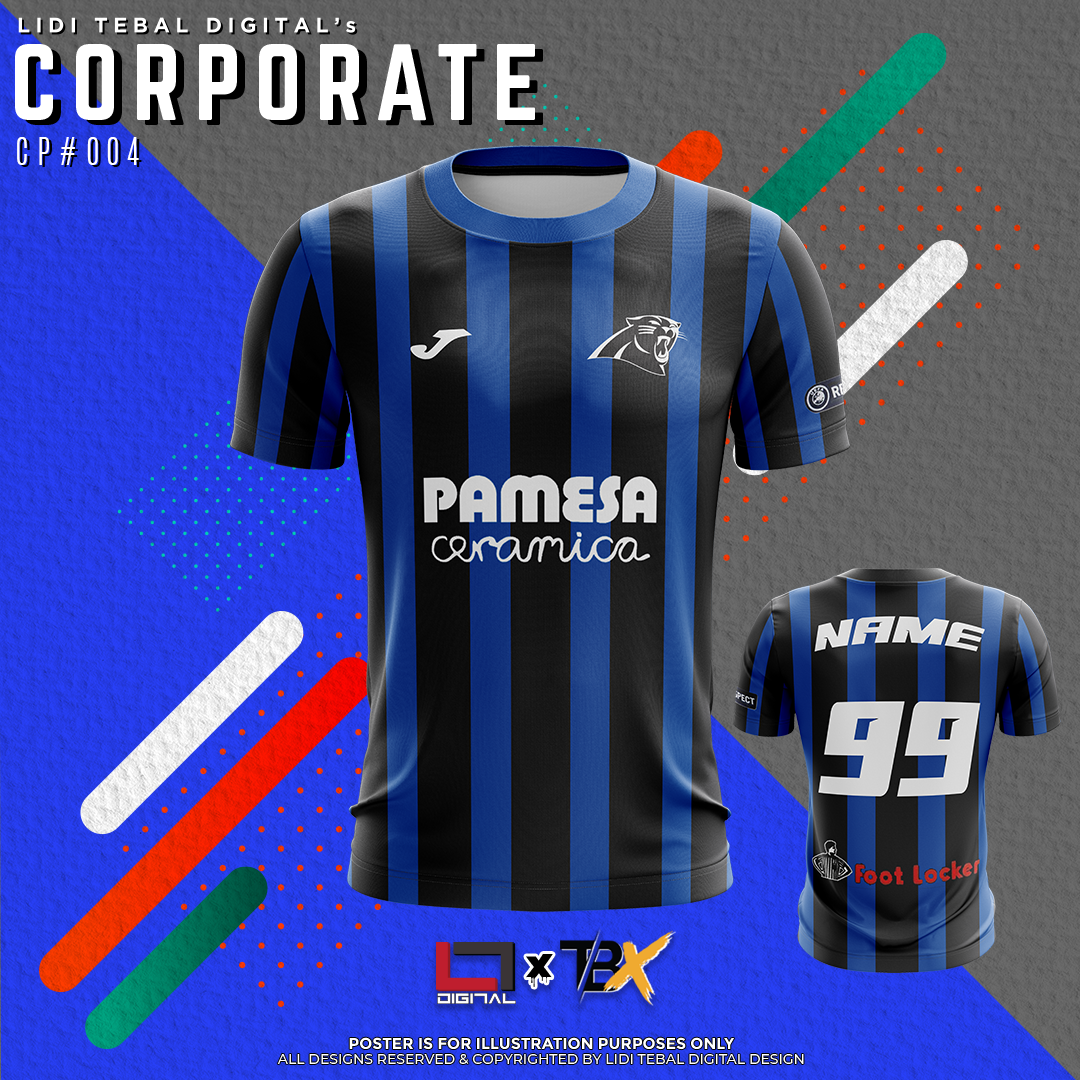 LIDI TEBAL DIGITAL's
CORPORATE
CP#004
PAMESA
ceramica
NAME
99
PECT
Foot Locker
DIGITAL
X
TBX
POSTER IS FOR ILLUSTRATION PURPOSES ONLY
ALL DESIGNS RESERVED & COPYRIGHTED BY LIDI TEBAL DIGITAL DESIGN